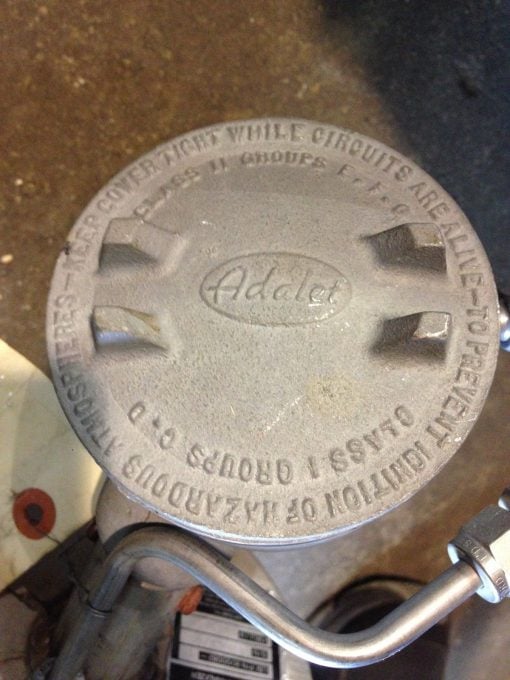 KEEP COVER TIGHT WHILE CIRCUITS ARE ALIVE—TO PREVENT IGNITION OF HAZARDOUS ATMOSPHERES—
CLASS II GROUPS E. F. G
Adalet
CLASS I GROUPS C. D